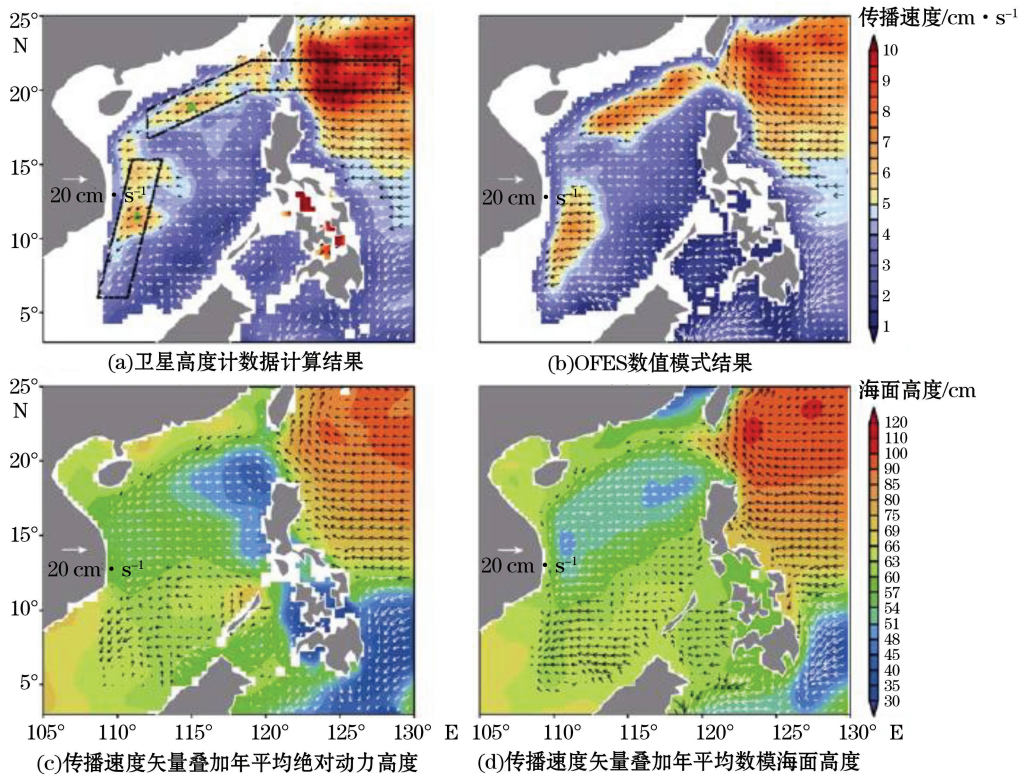 传播速度/cm·s⁻¹
25°
N
20°
15°
10°
5°
20 cm·s⁻¹
20 cm·s⁻¹
10
9
8
7
6
5
4
3
2
1
(a)卫星高度计数据计算结果
(b)OFES数值模式结果
海面高度/cm
25°
N
20°
15°
10°
5°
20 cm·s⁻¹
20 cm·s⁻¹
120
110
100
90
85
80
75
69
66
63
60
57
54
51
48
45
40
35
30
105° 110° 115° 120° 125° 130° E
105° 110° 115° 120° 125° 130° E
(c)传播速度矢量叠加年平均绝对动力高度
(d)传播速度矢量叠加年平均数模海面高度